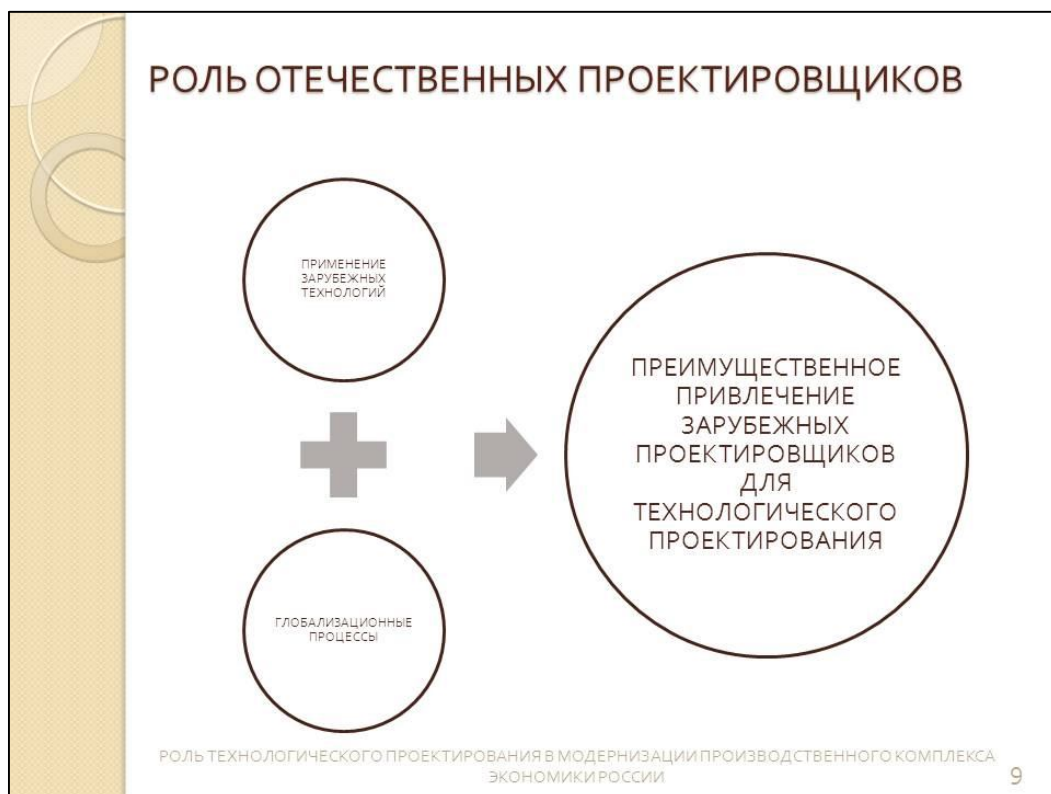 РОЛЬ ОТЕЧЕСТВЕННЫХ ПРОЕКТИРОВЩИКОВ
ПРИМЕНЕНИЕ
ЗАРУБЕЖНЫХ
ТЕХНОЛОГИЙ
ГЛОБАЛИЗАЦИОННЫЕ
ПРОЦЕССЫ
ПРЕИМУЩЕСТВЕННОЕ
ПРИВЛЕЧЕНИЕ
ЗАРУБЕЖНЫХ
ПРОЕКТИРОВЩИКОВ
ДЛЯ
ТЕХНОЛОГИЧЕСКОГО
ПРОЕКТИРОВАНИЯ
РОЛЬ ТЕХНОЛОГИЧЕСКОГО ПРОЕКТИРОВАНИЯ В МОДЕРНИЗАЦИИ ПРОИЗВОДСТВЕННОГО КОМПЛЕКСА
ЭКОНОМИКИ РОССИИ
9